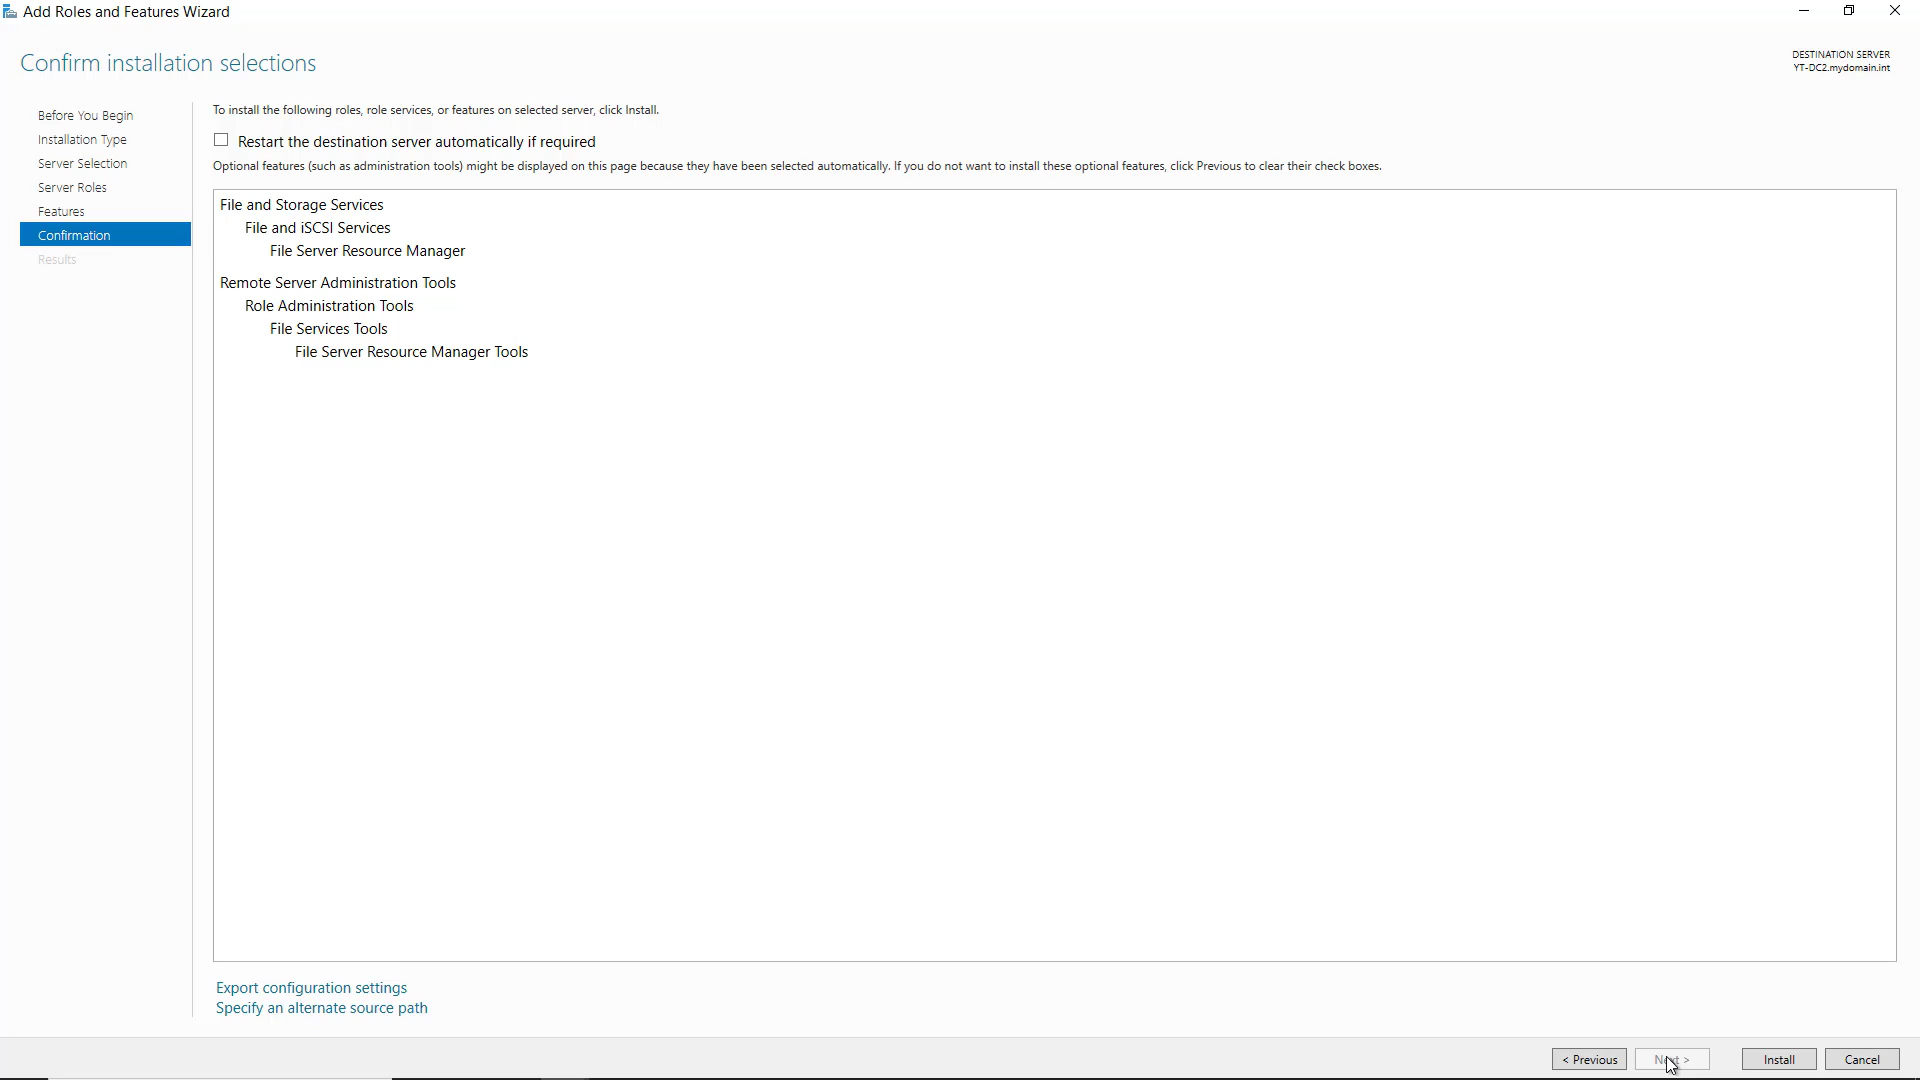 Add Roles and Features Wizard
Confirm installation selections
DESTINATION SERVER
YT-DC2.mydomain.int
Before You Begin
Installation Type
Server Selection
Server Roles
Features
Confirmation
Results
To install the following roles, role services, or features on selected server, click Install.
Restart the destination server automatically if required
Optional features (such as administration tools) might be displayed on this page because they have been selected automatically. If you do not want to install these optional features, click Previous to clear their check boxes.
File and Storage Services
File and iSCSI Services
File Server Resource Manager
Remote Server Administration Tools
Role Administration Tools
File Services Tools
File Server Resource Manager Tools
Export configuration settings
Specify an alternate source path
< Previous
Next >
Install
Cancel